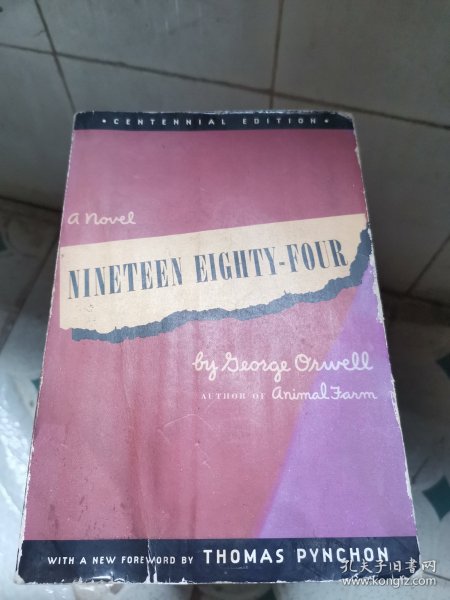 • CENTENNIAL EDITION •
a Novel
NINETEEN EIGHTY-FOUR
by George Orwell
AUTHOR OF Animal Farm
WITH A NEW FOREWORD BY THOMAS PYNCHON
孔夫子旧书网
www.kongfz.com